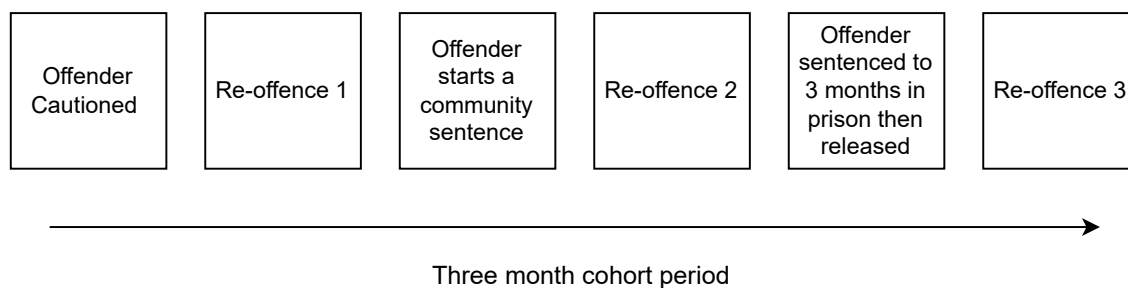 Offender
Cautioned
Re-offence 1
Offender
starts a
community
sentence
Re-offence 2
Offender
sentenced to
3 months in
prison then
released
Re-offence 3
Three month cohort period